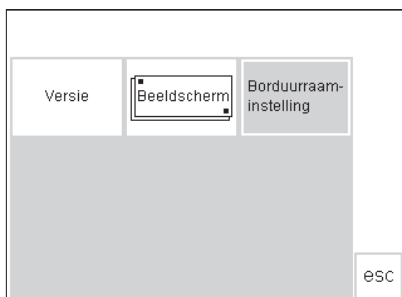 Versie
Beeldscherm
Borduurraam-
instelling
esc